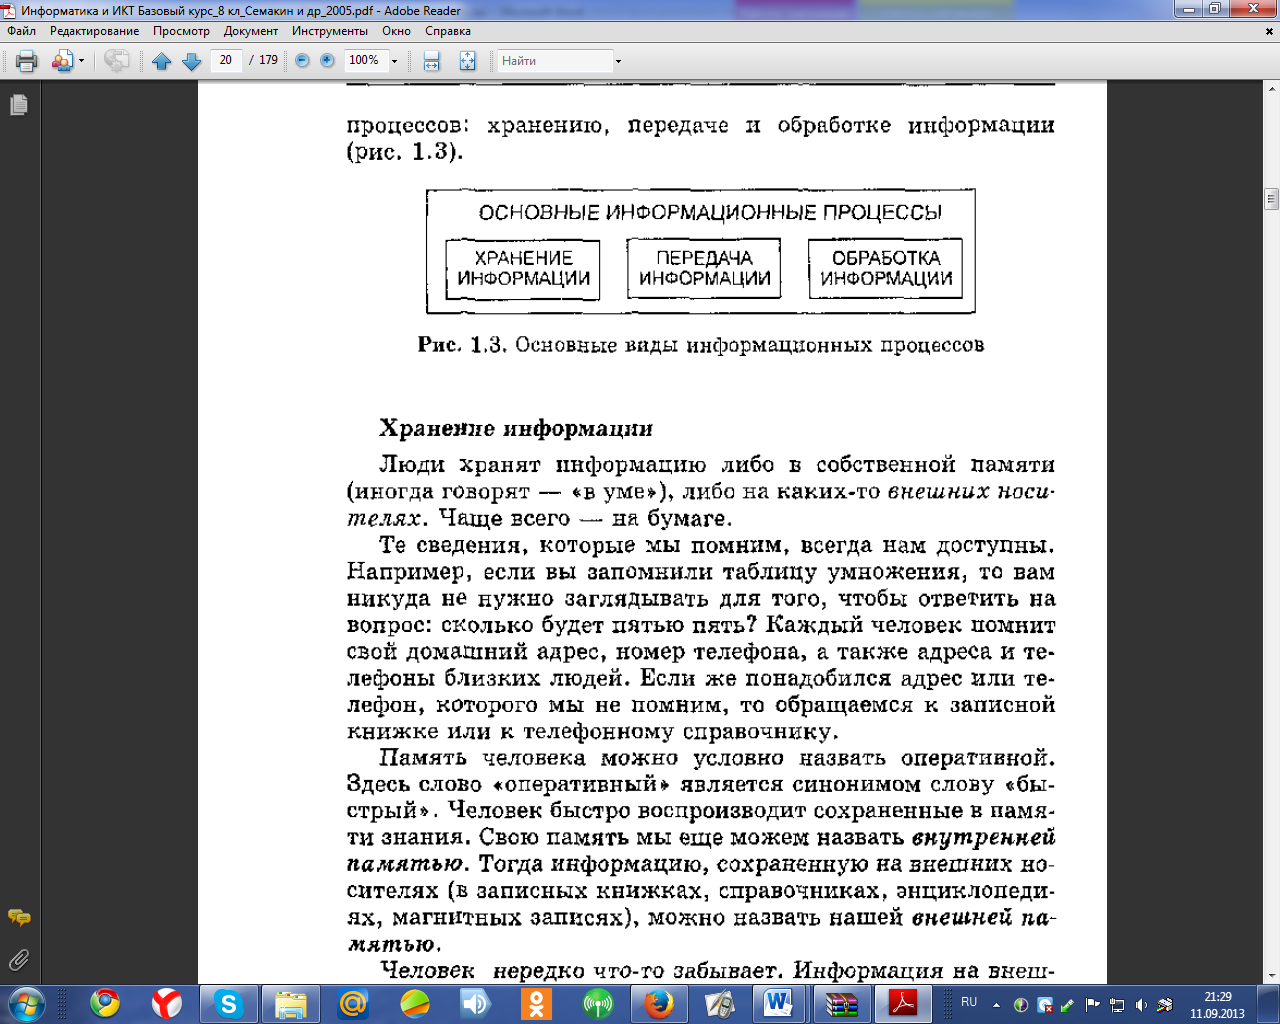 Информатика и ИКТ Базовый курс_8 кл_Семакин и др_2005.pdf - Adobe Reader
Файл Редактирование Просмотр Документ Инструменты Окно Справка
20 / 179 100% Найти
процессов: хранению, передаче и обработке информации
(рис. 1.3).
ОСНОВНЫЕ ИНФОРМАЦИОННЫЕ ПРОЦЕССЫ
ХРАНЕНИЕ
ИНФОРМАЦИИ
ПЕРЕДАЧА
ИНФОРМАЦИИ
ОБРАБОТКА
ИНФОРМАЦИИ
Рис. 1.3. Основные виды информационных процессов
Хранение информации
Люди хранят информацию либо в собственной памяти
(иногда говорят — «в уме»), либо на каких-то внешних носи-
телях. Чаще всего — на бумаге.
Те сведения, которые мы помним, всегда нам доступны.
Например, если вы запомнили таблицу умножения, то вам
никуда не нужно заглядывать для того, чтобы ответить на
вопрос: сколько будет пятью пять? Каждый человек помнит
свой домашний адрес, номер телефона, а также адреса и те-
лефоны близких людей. Если же понадобился адрес или те-
лефон, которого мы не помним, то обращаемся к записной
книжке или к телефонному справочнику.
Память человека можно условно назвать оперативной.
Здесь слово «оперативный» является синонимом слову «бы-
стрый». Человек быстро воспроизводит сохраненные в памя-
ти знания. Свою память мы еще можем назвать внутренней
памятью. Тогда информацию, сохраненную на внешних но-
сителях (в записных книжках, справочниках, энциклопеди-
ях, магнитных записях), можно назвать нашей внешней па-
мятью.
Человек нередко что-то забывает. Информация на внеш-
RU
21:29
11.09.2013